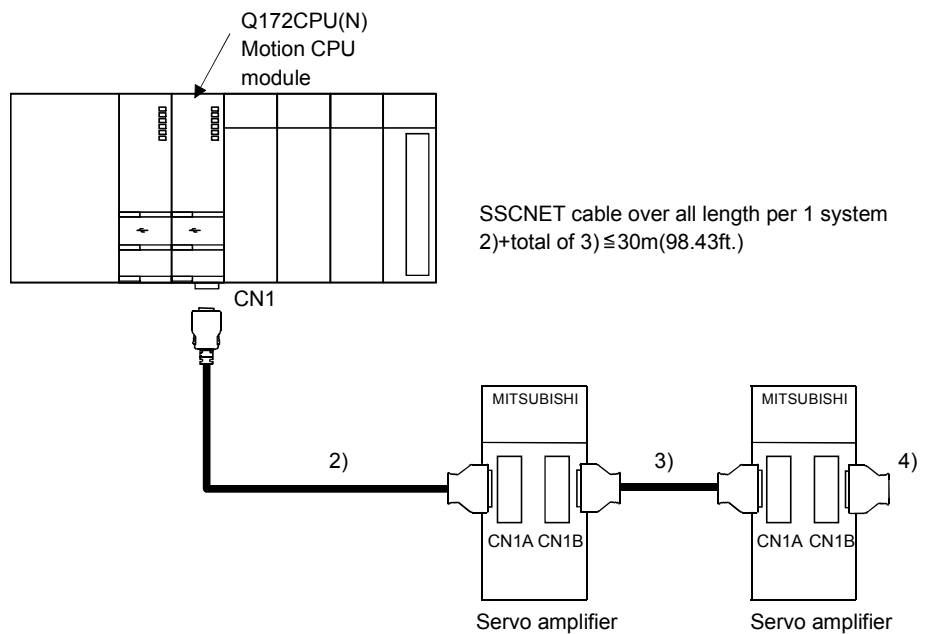 Q172CPU(N)
Motion CPU
module
SSCNET cable over all length per 1 system
2)+total of 3)≦30m(98.43ft.)
CN1
MITSUBISHI
MITSUBISHI
2)
3)
4)
CN1A CN1B
CN1A CN1B
Servo amplifier
Servo amplifier